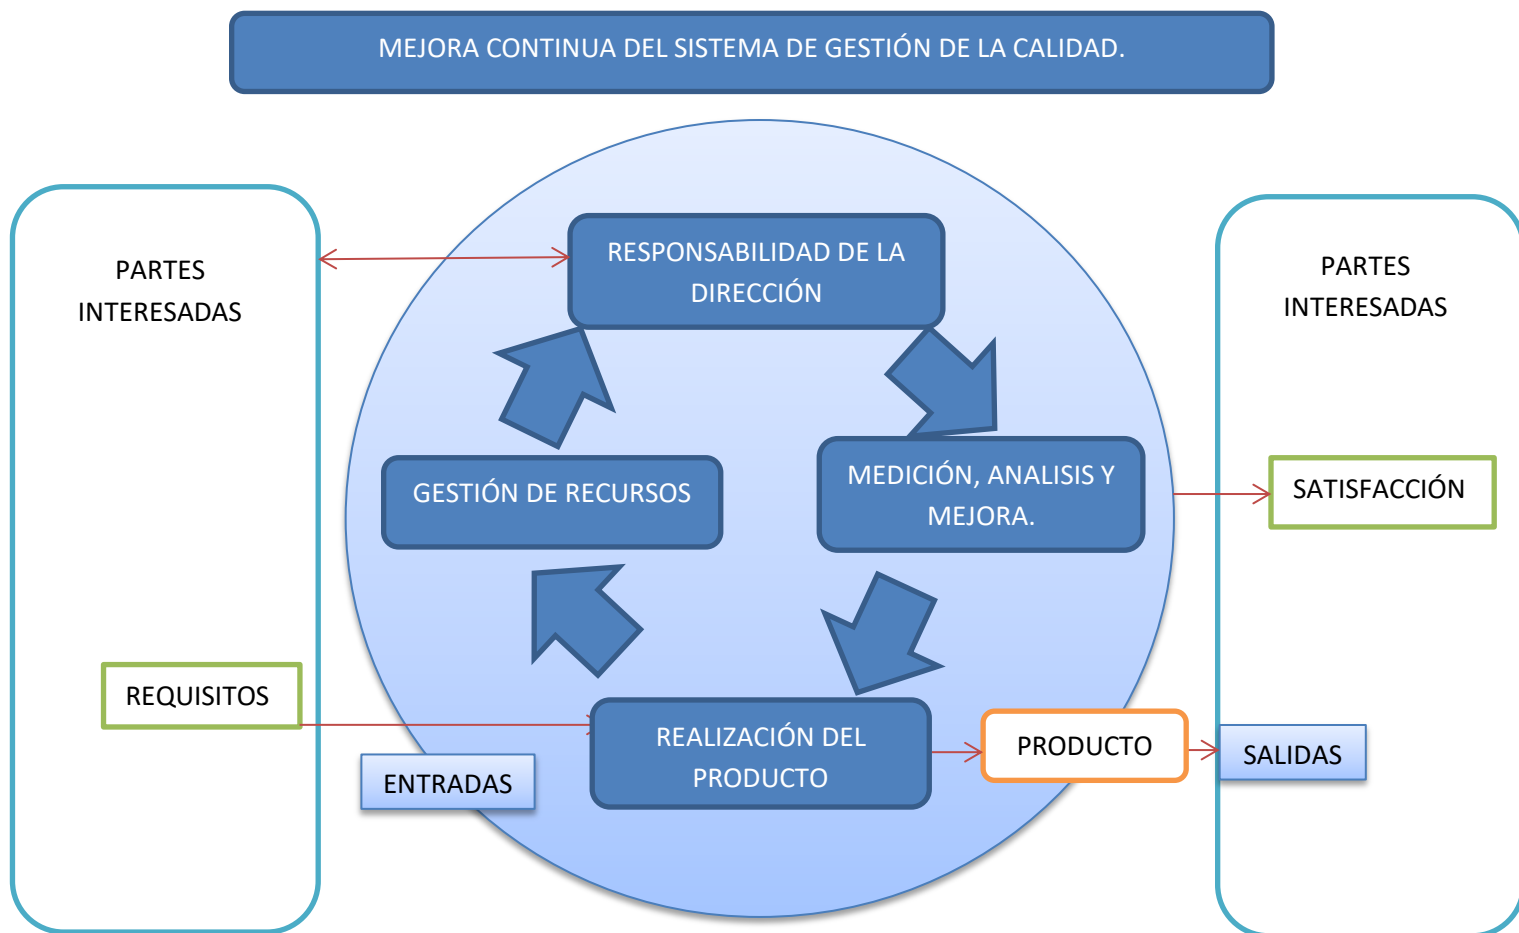 MEJORA CONTINUA DEL SISTEMA DE GESTIÓN DE LA CALIDAD.
PARTES
INTERESADAS
RESPONSABILIDAD DE LA
DIRECCIÓN
PARTES
INTERESADAS
GESTIÓN DE RECURSOS
MEDICIÓN, ANALISIS Y
MEJORA.
SATISFACCIÓN
REQUISITOS
ENTRADAS
REALIZACIÓN DEL
PRODUCTO
PRODUCTO
SALIDAS